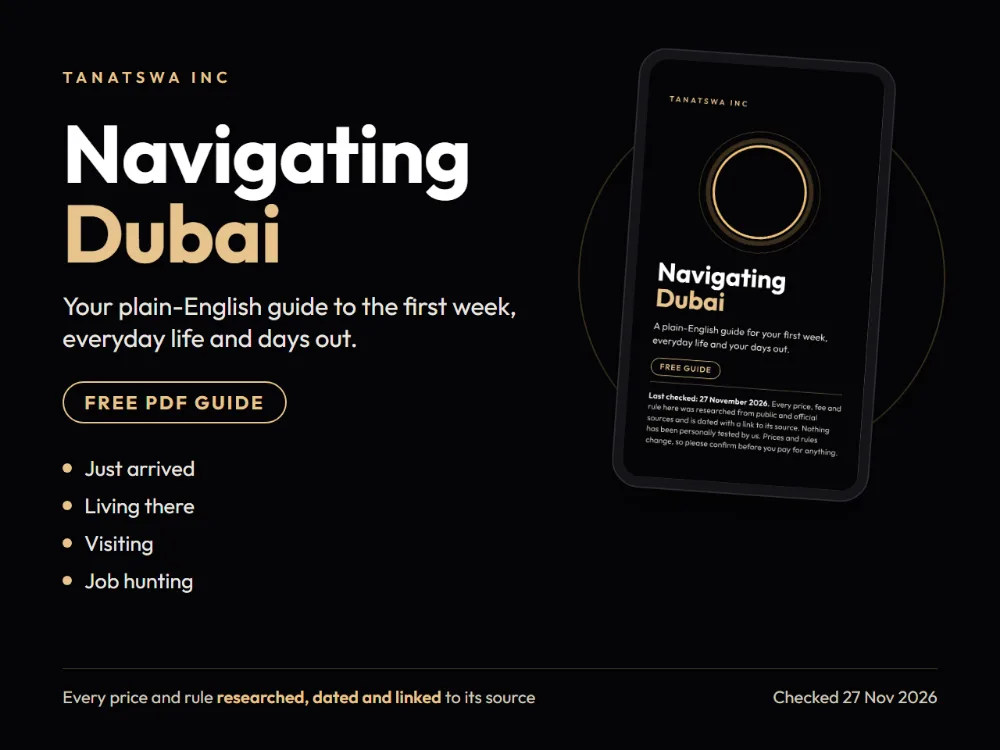 TANATSWA INC
Navigating
Dubai
Your plain-English guide to the first week,
everyday life and days out.
FREE PDF GUIDE
Just arrived
Living there
Visiting
Job hunting
TANATSWA INC
Navigating
Dubai
A plain-English guide for your first week,
everyday life and your days out.
FREE GUIDE
Last checked: 27 November 2026. Every price, fee and
rule here was researched from public and official
sources and is dated with a link to its source. Nothing
has been personally tested by us. Prices and rules
change, so please confirm before you pay for anything.
Every price and rule researched, dated and linked to its source
Checked 27 Nov 2026